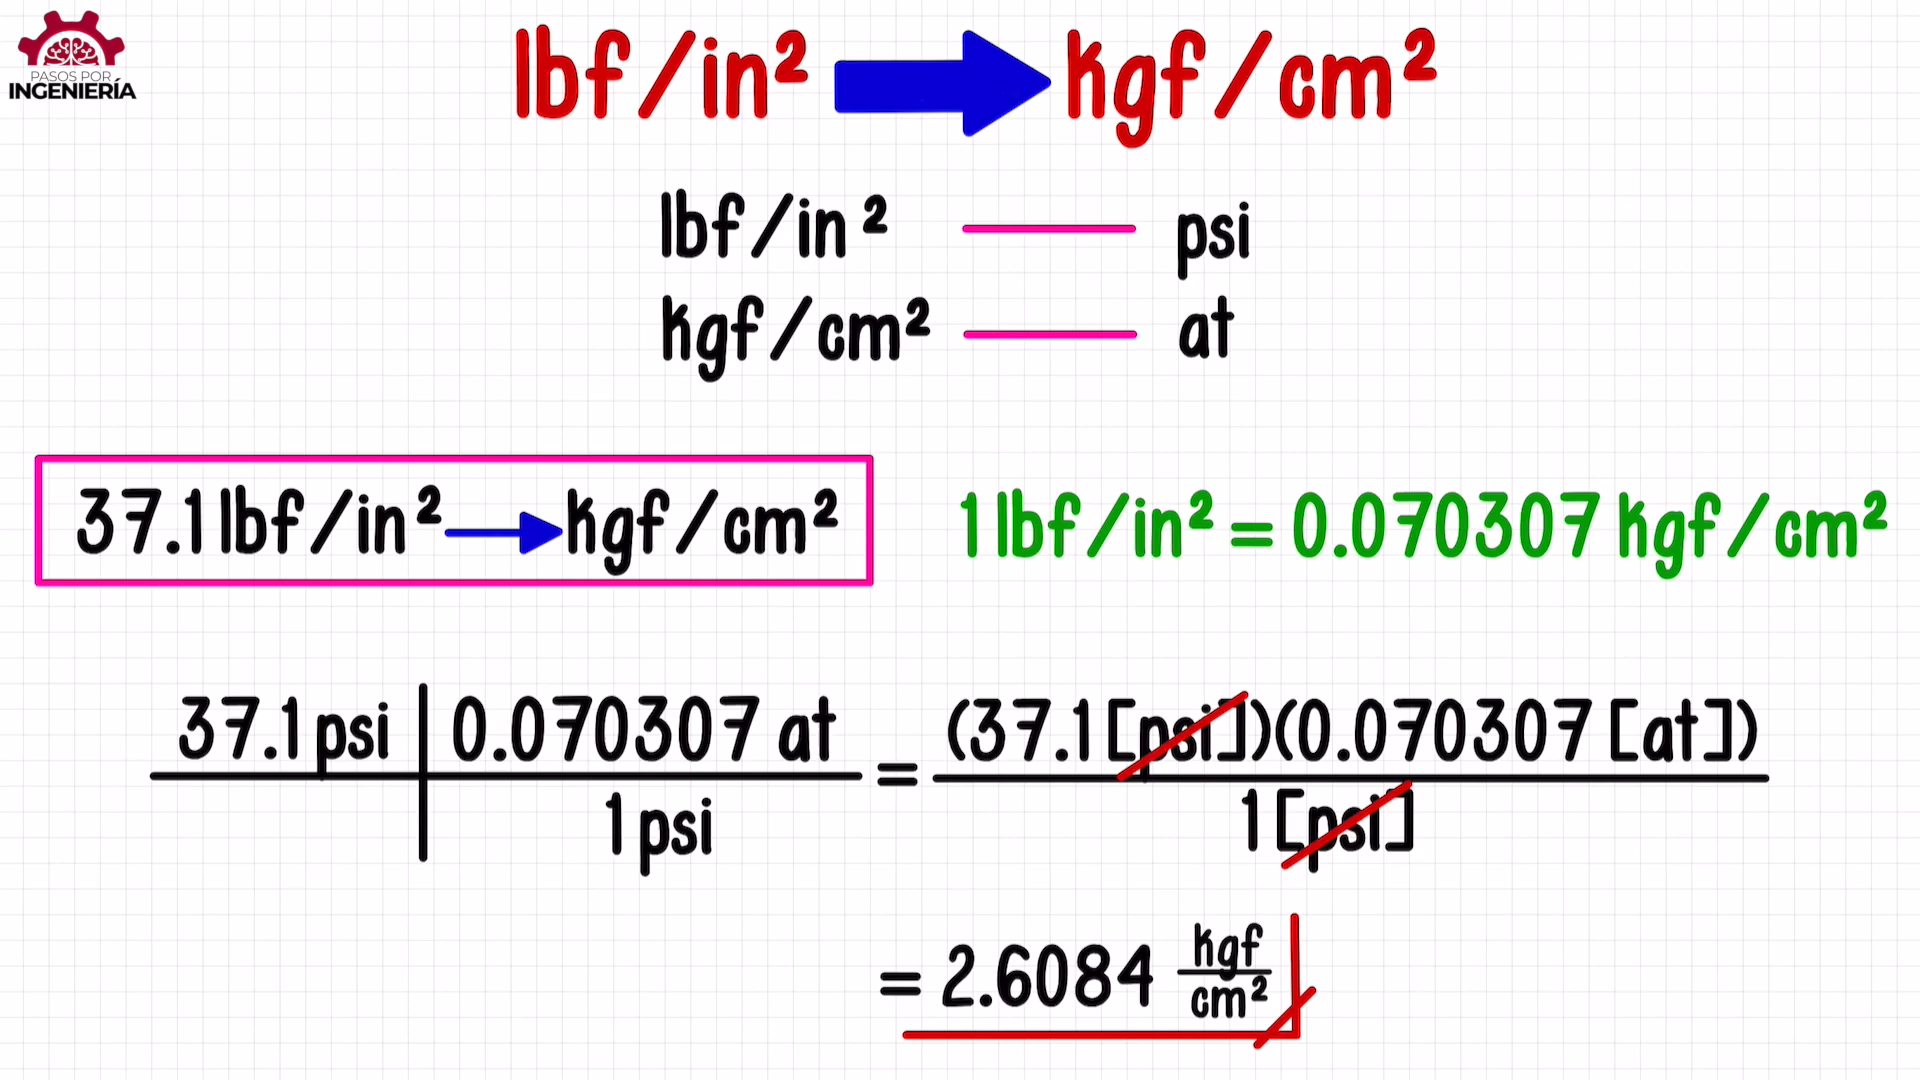 PASOS POR
INGENIERÍA
lbf/in² kgf/cm²
lbf/in² psi
kgf/cm² at
37.1 lbf/in² kgf/cm²
1 lbf/in² = 0.070307 kgf/cm²
37.1 psi 0.070307 at
1 psi
=
(37.1 [psi])(0.070307 [at])
1 [psi]
= 2.6084 kgf
cm²